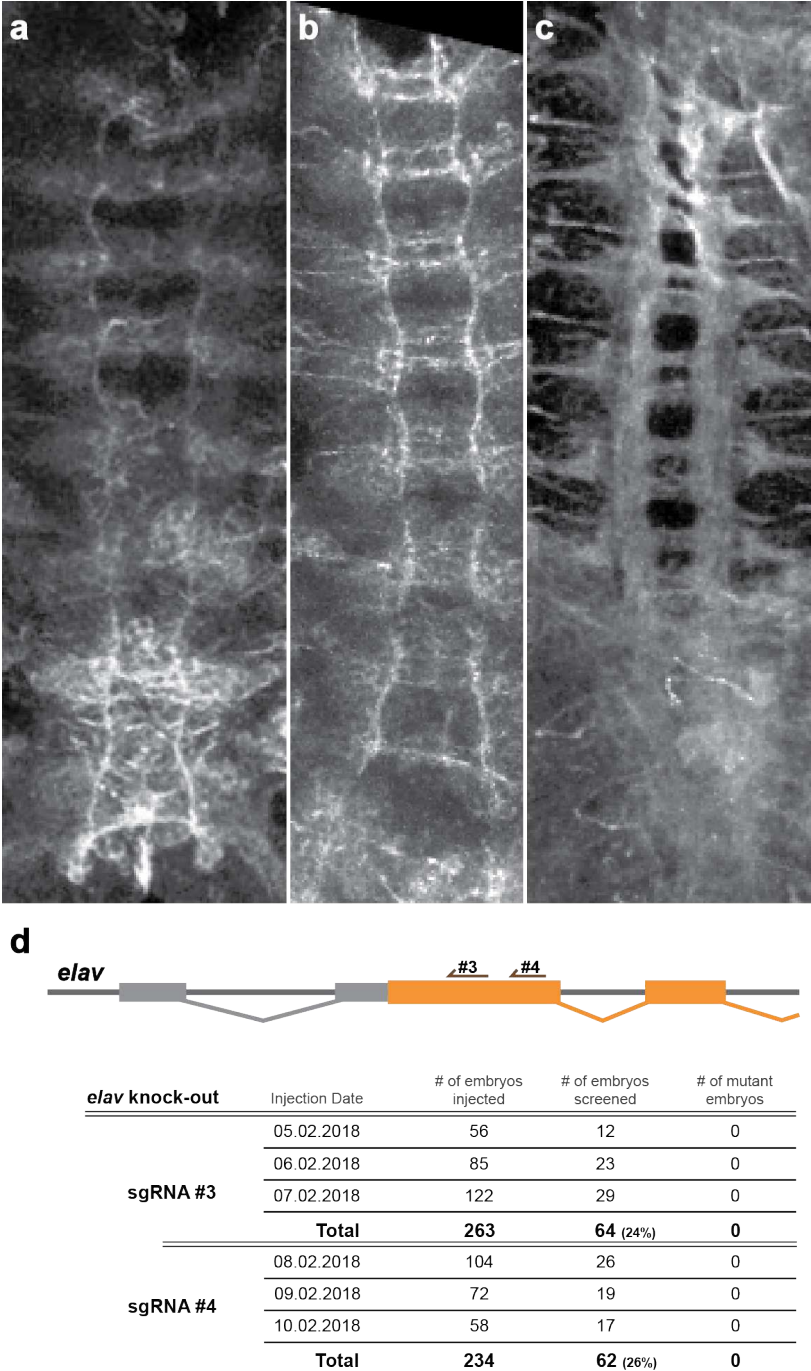 a b c
d
elav
#3 #4
elav knock-out Injection Date # of embryos injected # of embryos screened # of mutant embryos
sgRNA #3
05.02.2018 56 12 0
06.02.2018 85 23 0
07.02.2018 122 29 0
Total 263 64 (24%) 0
sgRNA #4
08.02.2018 104 26 0
09.02.2018 72 19 0
10.02.2018 58 17 0
Total 234 62 (26%) 0